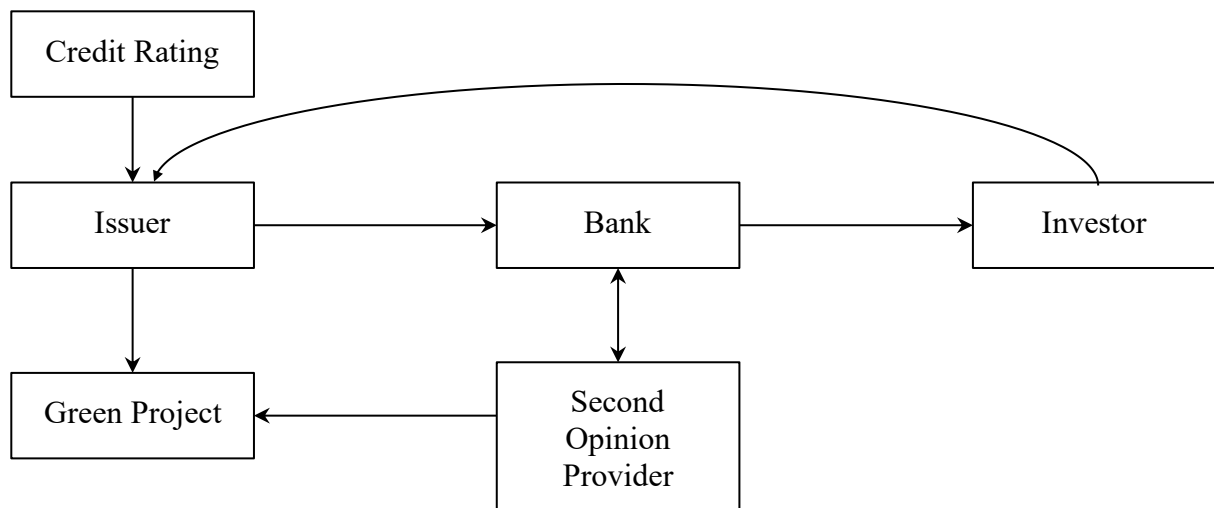 Credit Rating
Issuer
Bank
Investor
Green Project
Second
Opinion
Provider